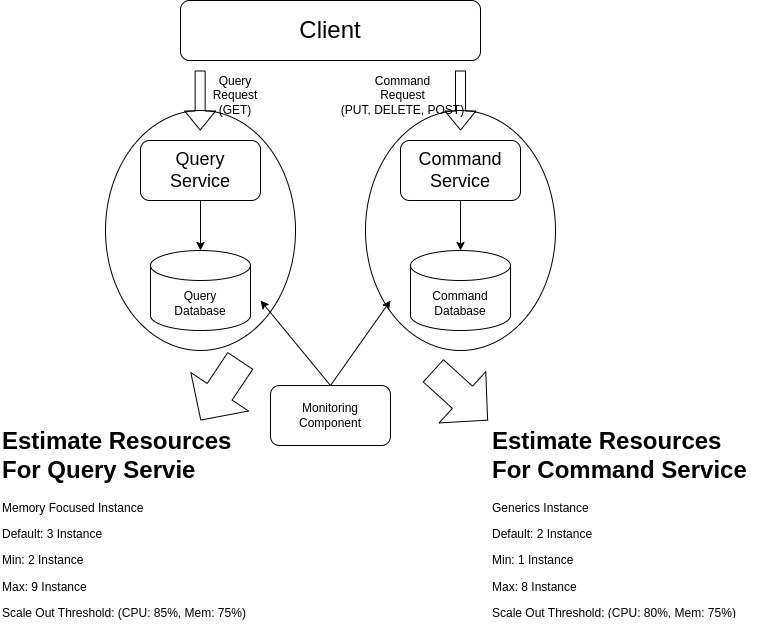 Client
Query
Request
(GET)
Command
Request
(PUT, DELETE, POST)
Query
Service
Command
Service
Query
Database
Command
Database
Monitoring
Component
Estimate Resources
For Query Servie
Memory Focused Instance
Default: 3 Instance
Min: 2 Instance
Max: 9 Instance
Scale Out Threshold: (CPU: 85%, Mem: 75%)
Estimate Resources
For Command Service
Generics Instance
Default: 2 Instance
Min: 1 Instance
Max: 8 Instance
Scale Out Threshold: (CPU: 80%, Mem: 75%)